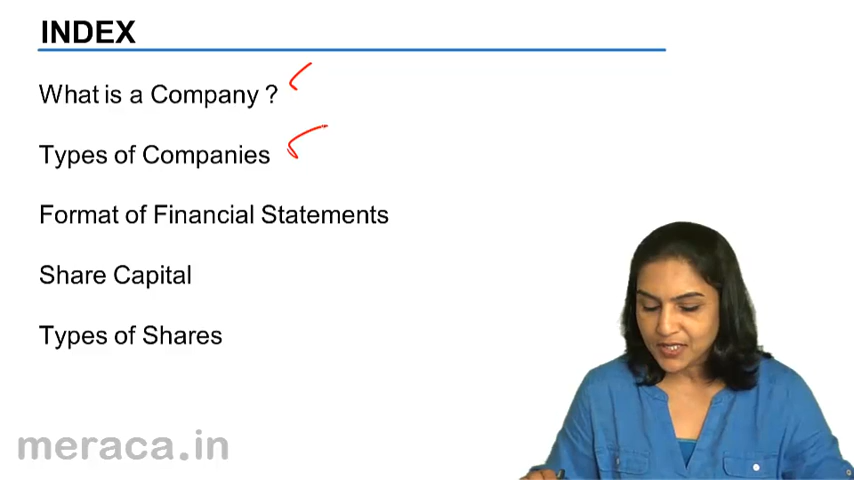 INDEX
What is a Company ?
Types of Companies
Format of Financial Statements
Share Capital
Types of Shares
meraca.in